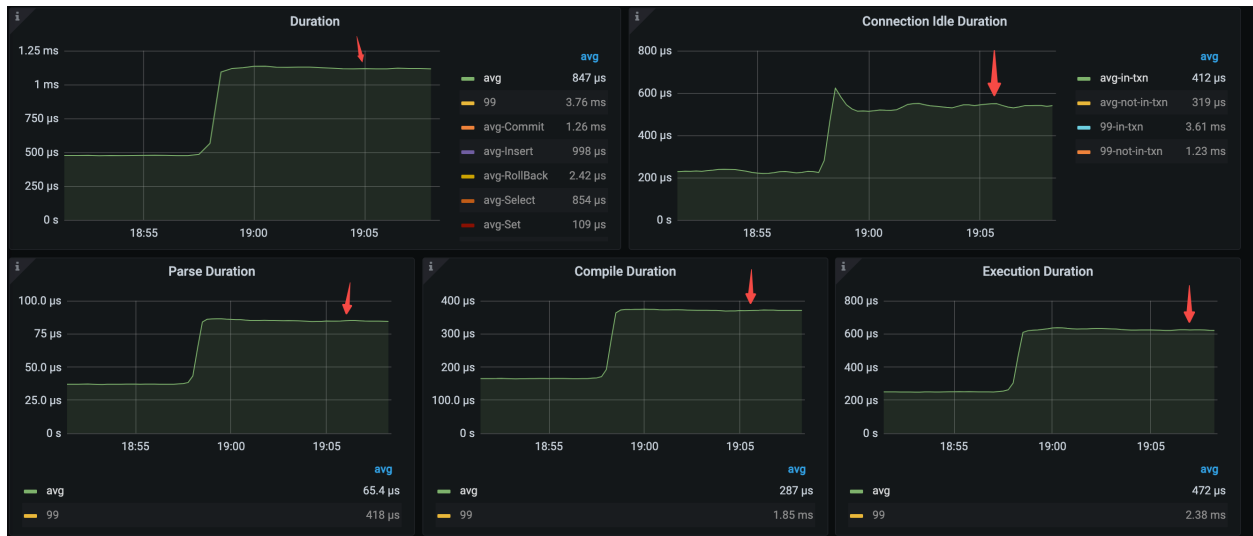 Duration
1.25 ms
1 ms
750 µs
500 µs
250 µs
0 s
18:55
19:00
19:05
avg
avg 847 µs
99 3.76 ms
avg-Commit 1.26 ms
avg-Insert 998 µs
avg-RollBack 2.42 µs
avg-Select 854 µs
avg-Set 109 µs
Connection Idle Duration
800 µs
600 µs
400 µs
200 µs
0 s
18:55
19:00
19:05
avg
avg-in-txn 412 µs
avg-not-in-txn 319 µs
99-in-txn 3.61 ms
99-not-in-txn 1.23 ms
Parse Duration
100.0 µs
75 µs
50.0 µs
25.0 µs
0 s
18:55
19:00
19:05
avg
avg 65.4 µs
99 418 µs
Compile Duration
400 µs
300 µs
200 µs
100.0 µs
0 s
18:55
19:00
19:05
avg
avg 287 µs
99 1.85 ms
Execution Duration
800 µs
600 µs
400 µs
200 µs
0 s
18:55
19:00
19:05
avg
avg 472 µs
99 2.38 ms